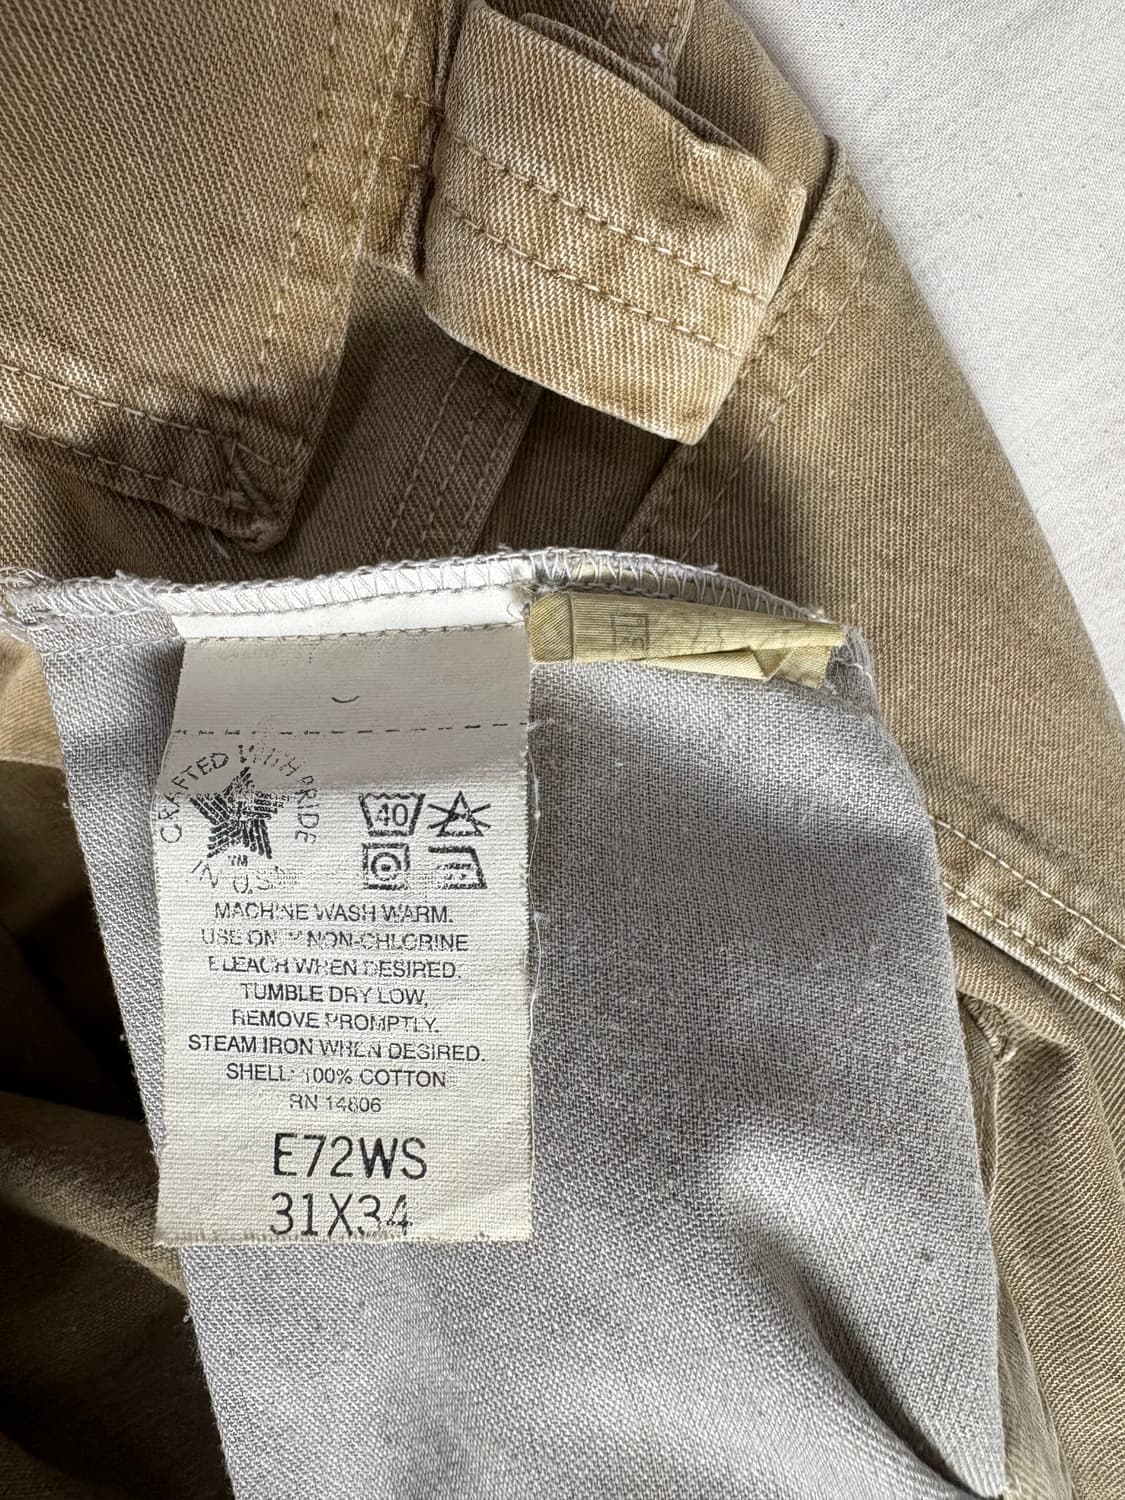 CRAFTED WITH PRIDE
IN U.S.A.
TM
40
MACHINE WASH WARM.
USE ONLY NON-CHLORINE
BLEACH WHEN DESIRED.
TUMBLE DRY LOW,
REMOVE PROMPTLY.
STEAM IRON WHEN DESIRED.
SHELL: 100% COTTON
RN 14806
E72WS
31X34